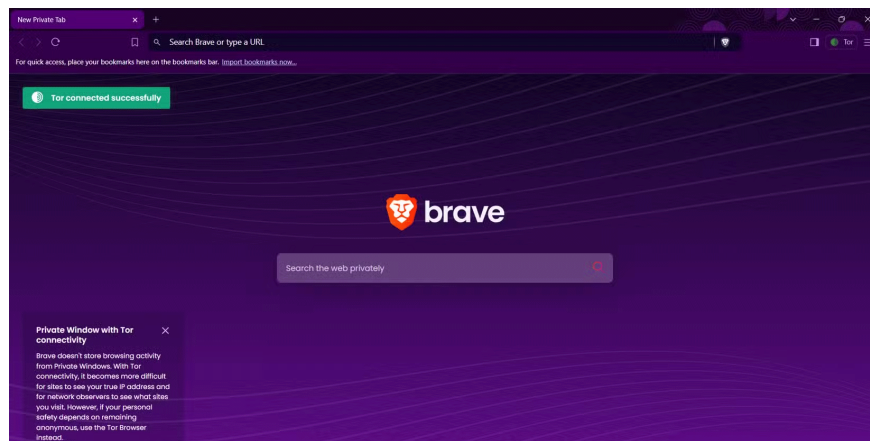 New Private Tab
Search Brave or type a URL
Tor
For quick access, place your bookmarks here on the bookmarks bar. Import bookmarks now...
Tor connected successfully
brave
Search the web privately
Private Window with Tor
connectivity
Brave doesn't store browsing activity
from Private Windows. With Tor
connectivity, it becomes more difficult
for sites to see your true IP address and
for network observers to see what sites
you visit. However, if your personal
safety depends on remaining
anonymous, use the Tor Browser
instead.